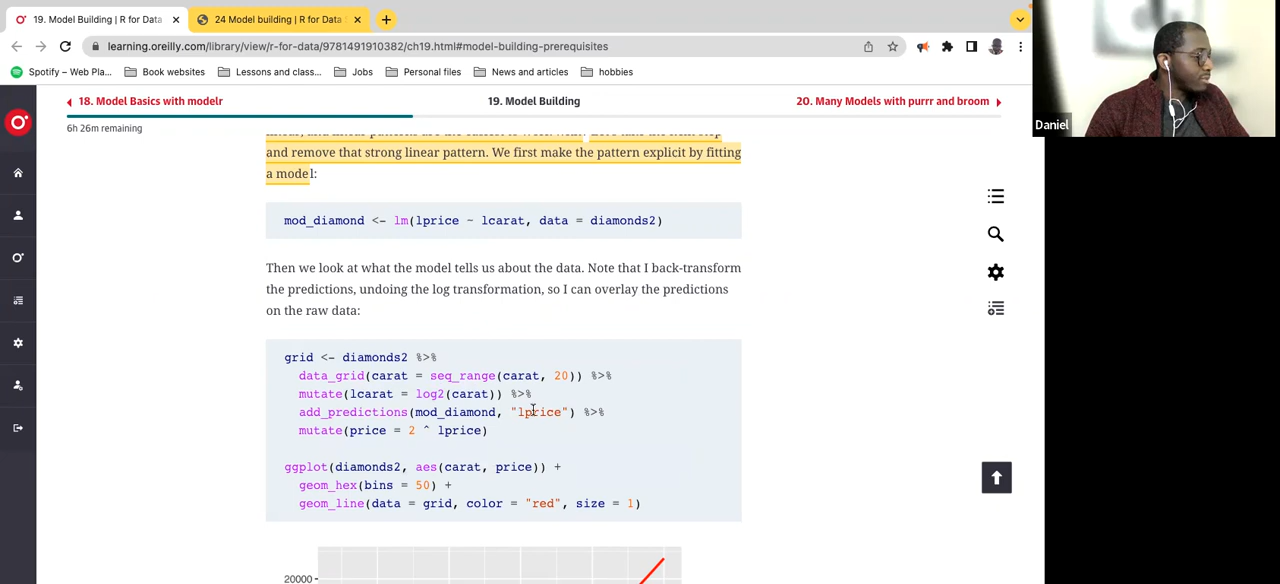 19. Model Building | R for Data
24 Model building | R for Data
learning.oreilly.com/library/view/r-for-data/9781491910382/ch19.html#model-building-prerequisites
Spotify – Web Pla...
Book websites
Lessons and class...
Jobs
Personal files
News and articles
hobbies
Daniel
18. Model Basics with modelr
19. Model Building
20. Many Models with purrr and broom
6h 26m remaining
and remove that strong linear pattern. We first make the pattern explicit by fitting
a model:
mod_diamond <- lm(lprice ~ lcarat, data = diamonds2)
Then we look at what the model tells us about the data. Note that I back-transform
the predictions, undoing the log transformation, so I can overlay the predictions
on the raw data:
grid <- diamonds2 %>%
data_grid(carat = seq_range(carat, 20)) %>%
mutate(lcarat = log2(carat)) %>%
add_predictions(mod_diamond, "lprice") %>%
mutate(price = 2 ^ lprice)
ggplot(diamonds2, aes(carat, price)) +
geom_hex(bins = 50) +
geom_line(data = grid, color = "red", size = 1)
20000